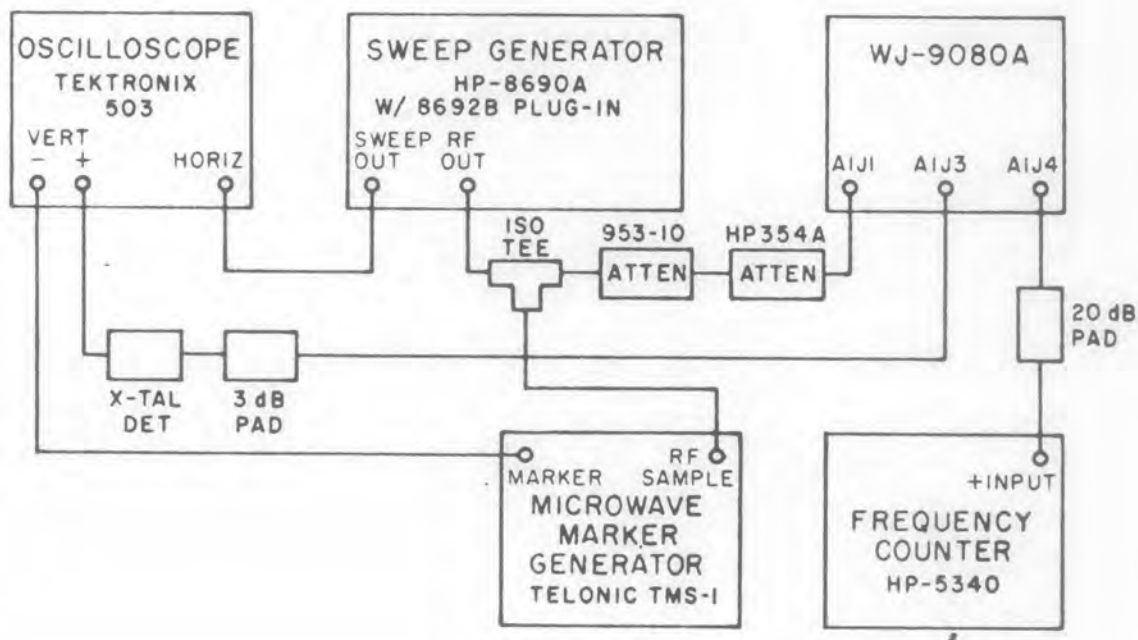 OSCILLOSCOPE
TEKTRONIX
503
VERT
- +
HORIZ
SWEEP GENERATOR
HP-8690A
W/ 8692B PLUG-IN
SWEEP OUT
RF OUT
WJ-9080A
A1J1
A1J3
A1J4
ISO
TEE
953-10
ATTEN
HP354A
ATTEN
20 dB
PAD
X-TAL
DET
3 dB
PAD
MARKER
RF
SAMPLE
MICROWAVE
MARKER
GENERATOR
TELONIC TMS-1
+INPUT
FREQUENCY
COUNTER
HP-5340